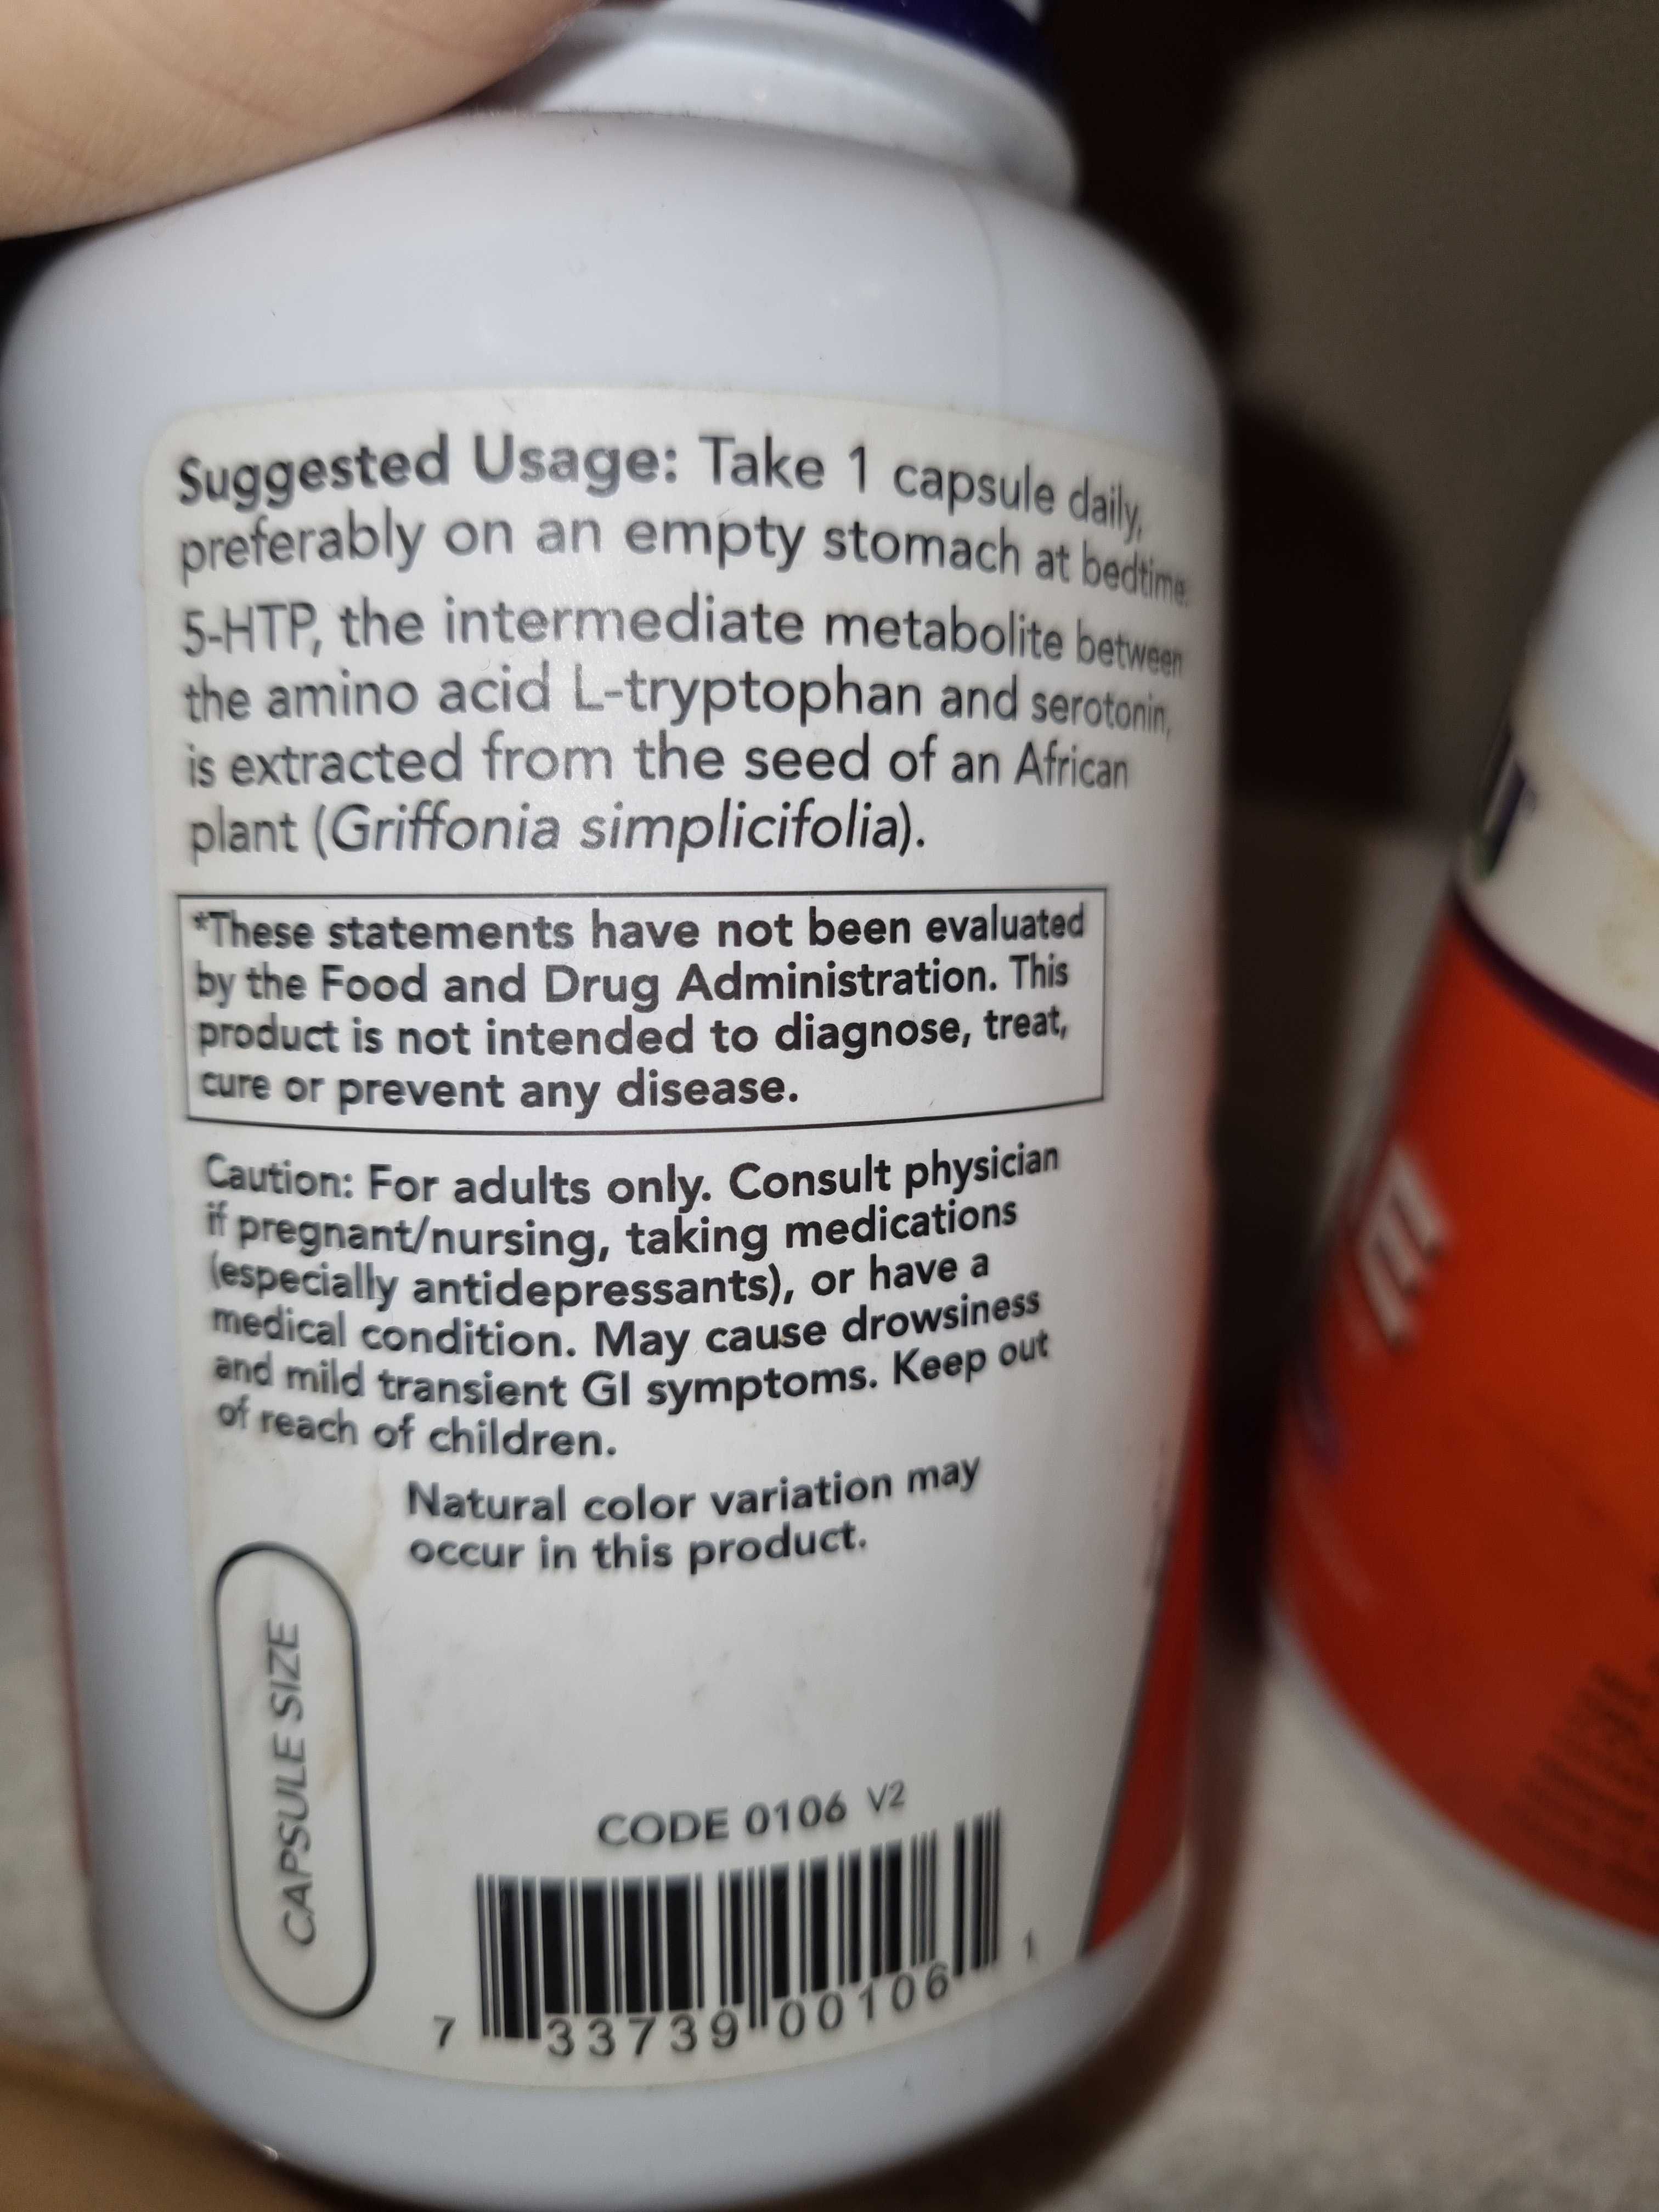 Suggested Usage: Take 1 capsule daily,
preferably on an empty stomach at bedtime.
5-HTP, the intermediate metabolite between
the amino acid L-tryptophan and serotonin,
is extracted from the seed of an African
plant (Griffonia simplicifolia).
*These statements have not been evaluated
by the Food and Drug Administration. This
product is not intended to diagnose, treat,
cure or prevent any disease.
Caution: For adults only. Consult physician
if pregnant/nursing, taking medications
(especially antidepressants), or have a
medical condition. May cause drowsiness
and mild transient GI symptoms. Keep out
of reach of children.
Natural color variation may
occur in this product.
CAPSULE SIZE
CODE 0106 V2
7 33739 00106 1